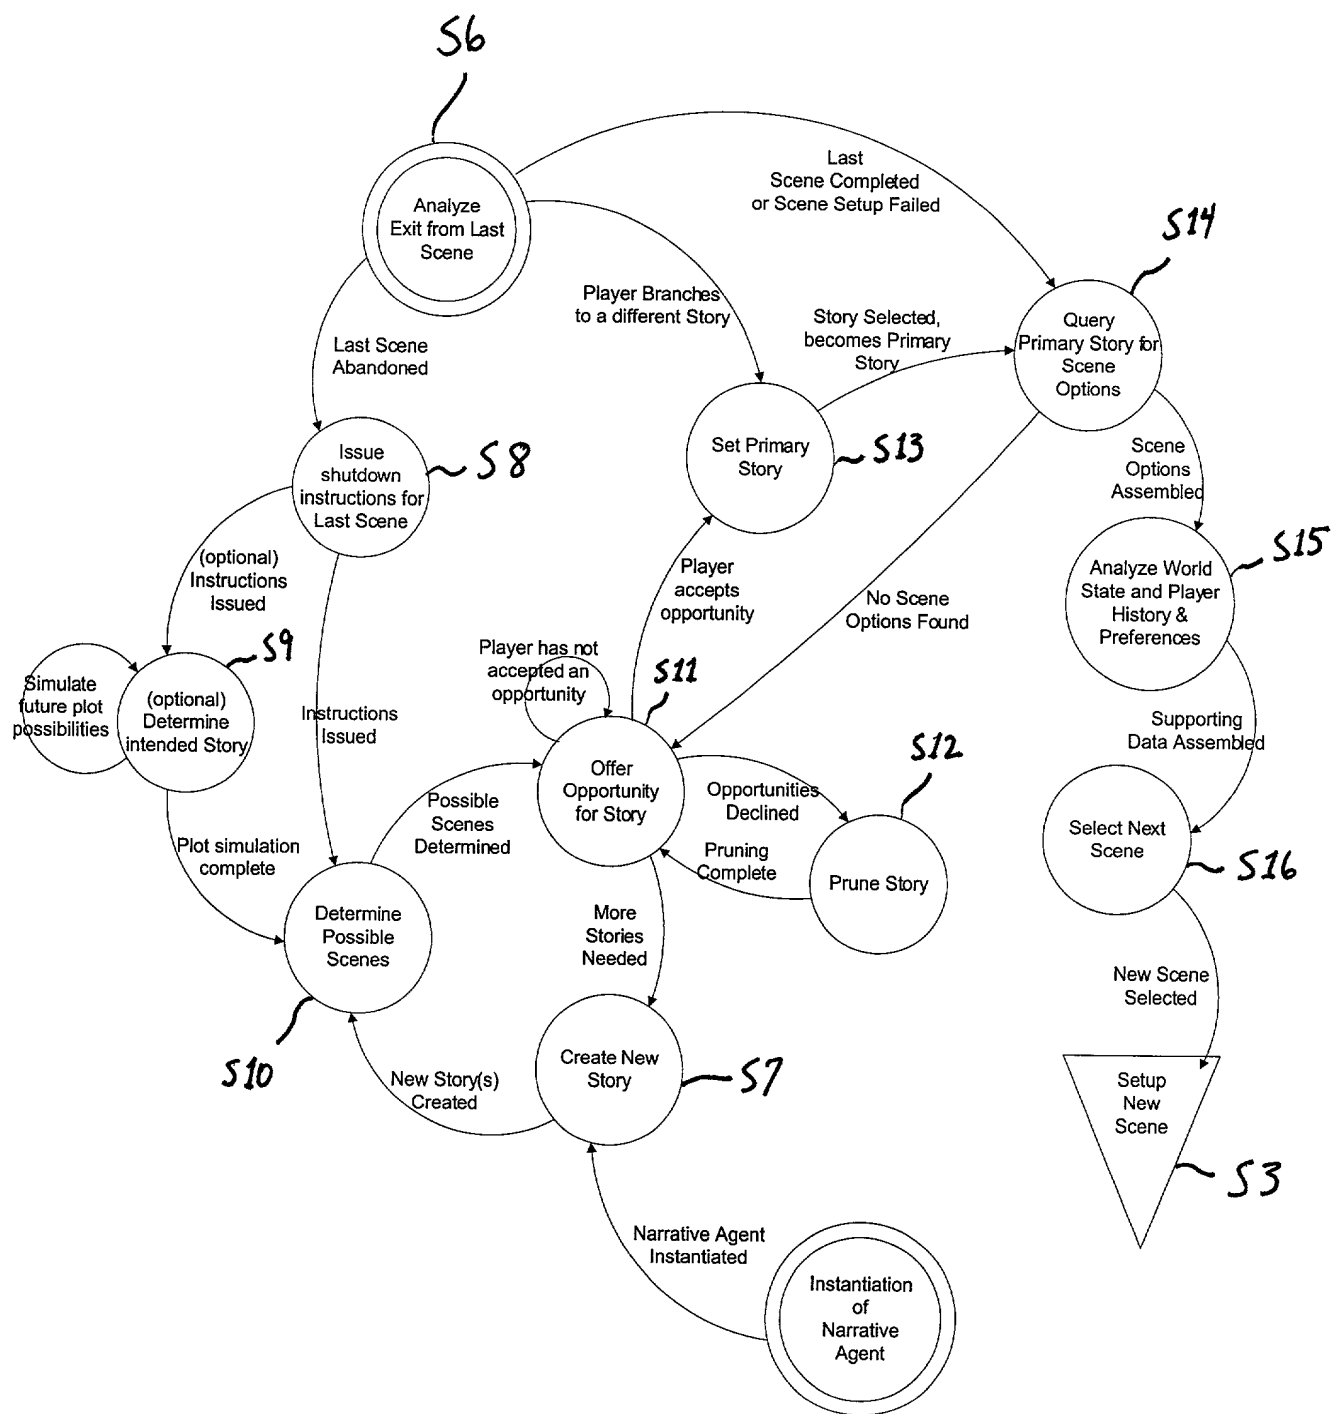 S6
Analyze
Exit from Last
Scene
Last
Scene Completed
or Scene Setup Failed
S14
Player Branches
to a different Story
Story Selected,
becomes Primary
Story
Query
Primary Story for
Scene
Options
Last Scene
Abandoned
Issue
shutdown
instructions for
Last Scene
S8
Set Primary
Story
S13
Scene
Options
Assembled
(optional)
Instructions
Issued
Player
accepts
opportunity
No Scene
Options Found
Analyze World
State and Player
History &
Preferences
S15
S9
Simulate
future plot
possibilities
(optional)
Determine
intended Story
Instructions
Issued
Player has not
accepted an
opportunity
S11
Offer
Opportunity
for Story
Opportunities
Declined
S12
Supporting
Data Assembled
Plot simulation
complete
Possible
Scenes
Determined
Pruning
Complete
Prune Story
Select Next
Scene
S16
Determine
Possible
Scenes
S10
More
Stories
Needed
New Scene
Selected
New Story(s)
Created
Create New
Story
S7
Setup
New
Scene
S3
Narrative Agent
Instantiated
Instantiation
of
Narrative
Agent